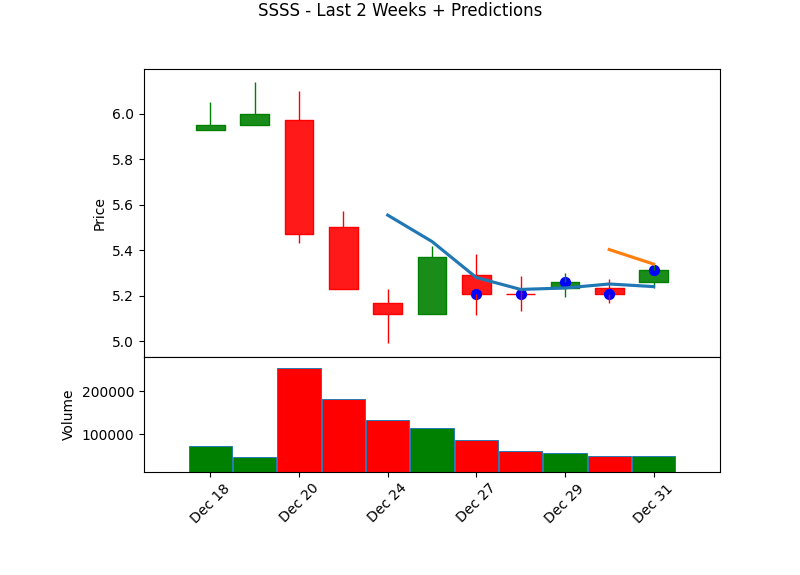 SSSS - Last 2 Weeks + Predictions
6.0
5.8
5.6
5.4
5.2
5.0
Price
200000
100000
Volume
Dec 18
Dec 20
Dec 24
Dec 27
Dec 29
Dec 31